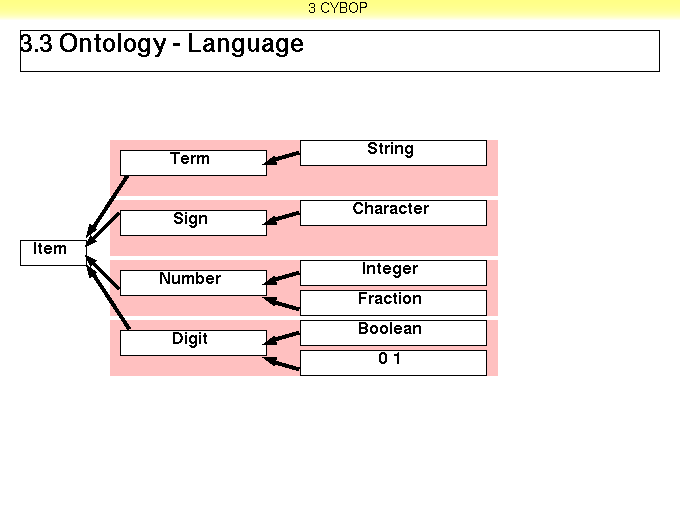 3 CYBOP
3.3 Ontology - Language
Term
String
Sign
Character
Item
Number
Integer
Fraction
Digit
Boolean
0 1